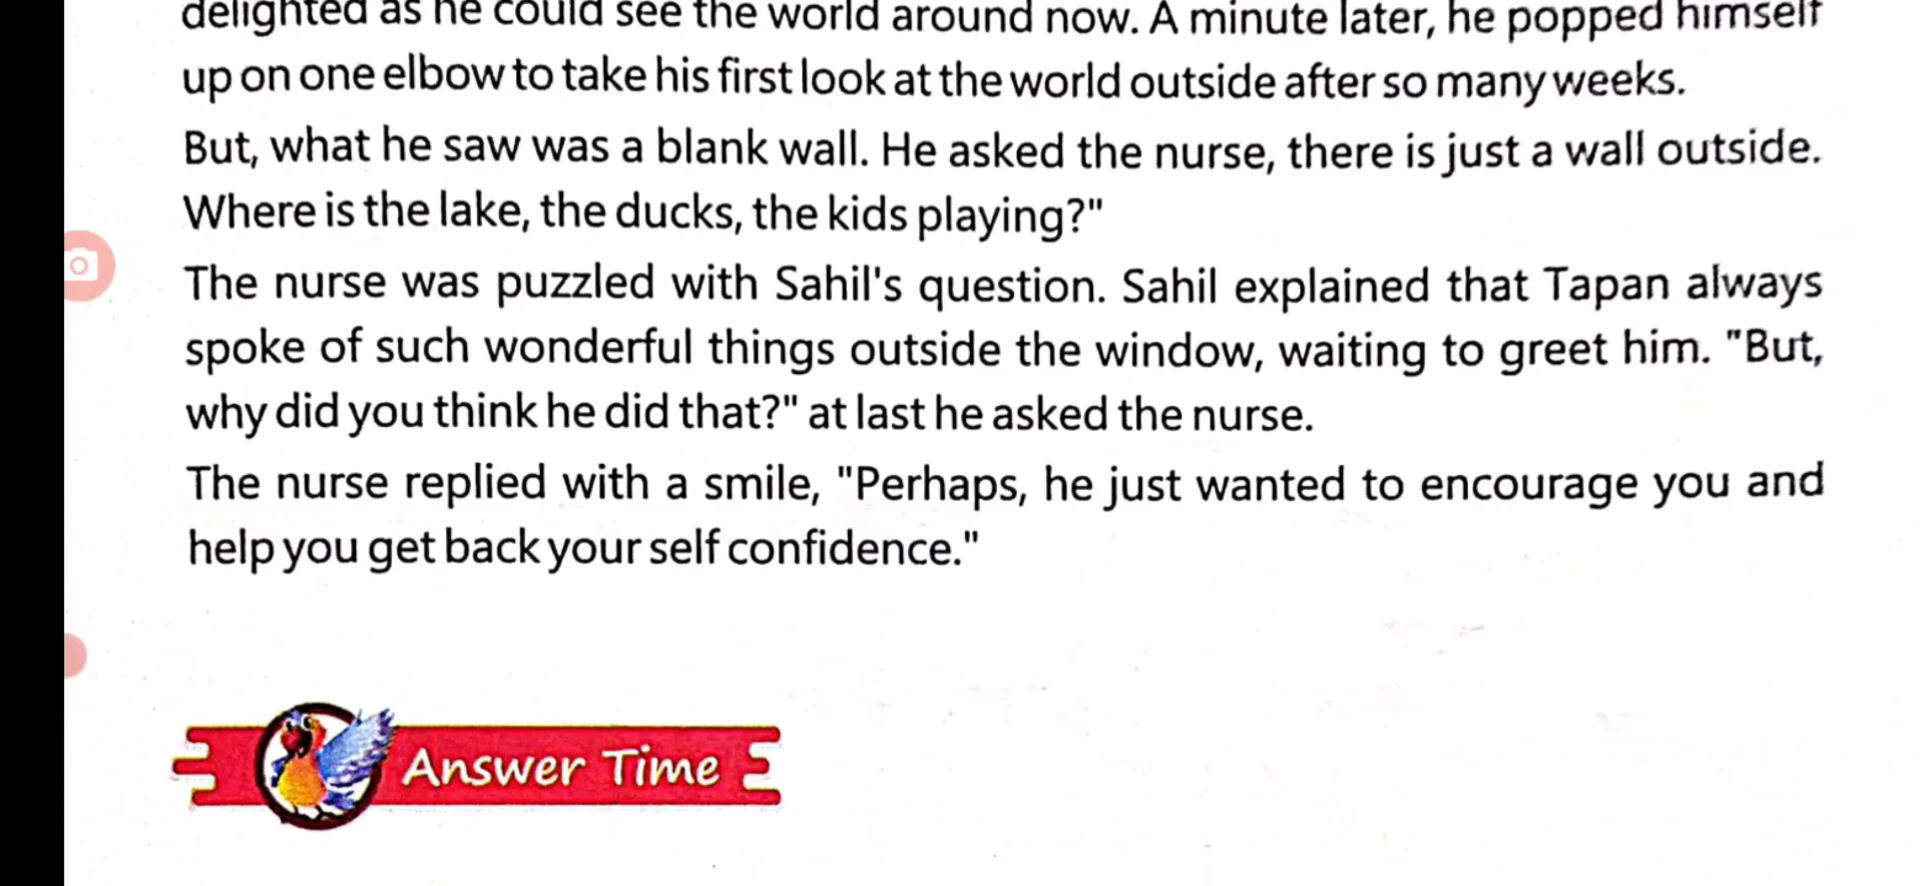 delighted as he could see the world around now. A minute later, he popped himself
up on one elbow to take his first look at the world outside after so many weeks.
But, what he saw was a blank wall. He asked the nurse, there is just a wall outside.
Where is the lake, the ducks, the kids playing?"
The nurse was puzzled with Sahil's question. Sahil explained that Tapan always
spoke of such wonderful things outside the window, waiting to greet him. "But,
why did you think he did that?" at last he asked the nurse.
The nurse replied with a smile, "Perhaps, he just wanted to encourage you and
help you get back your self confidence."
Answer Time